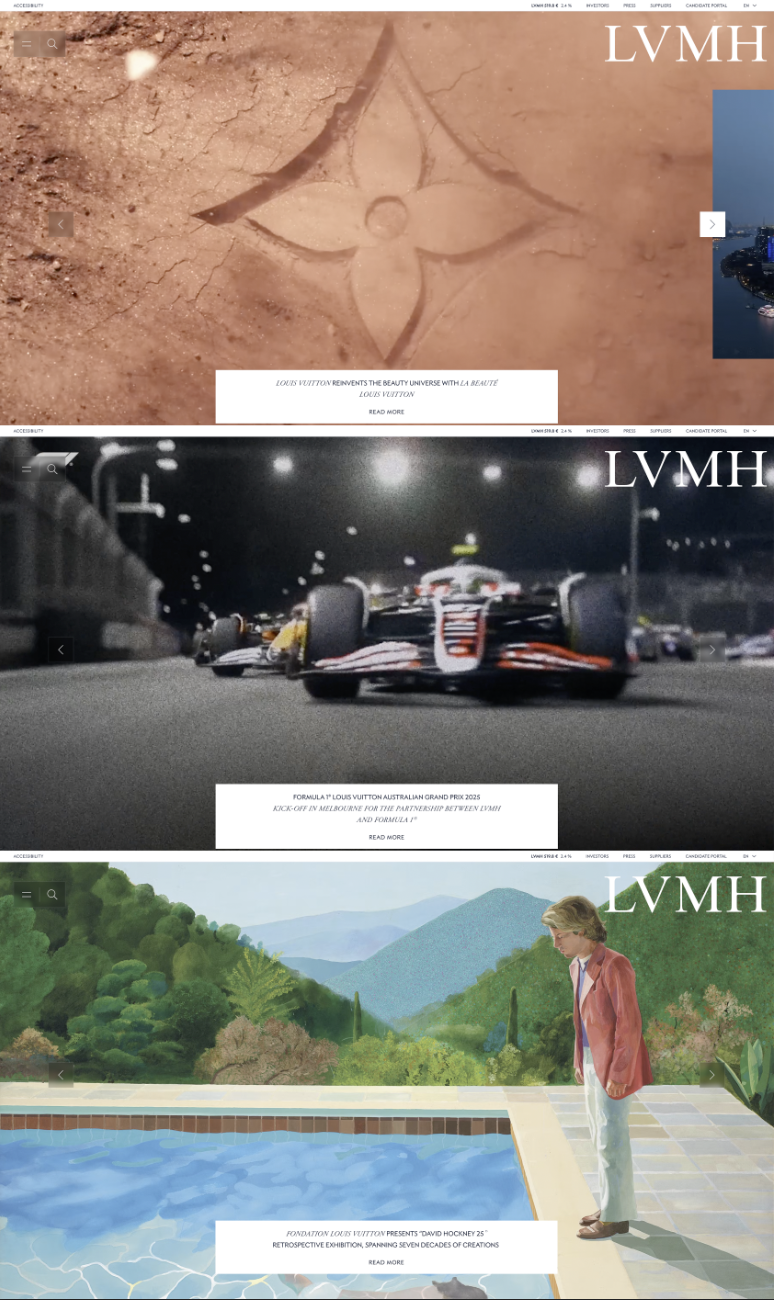 ACCESSIBILITY
LVMH 570.0 € 2.4 % INVESTORS PRESS SUPPLIERS CANDIDATE PORTAL EN
LVMH
LOUIS VUITTON REINVENTS THE BEAUTY UNIVERSE WITH LA BEAUTÉ
LOUIS VUITTON
READ MORE
ACCESSIBILITY
LVMH 570.0 € 2.4 % INVESTORS PRESS SUPPLIERS CANDIDATE PORTAL EN
LVMH
FORMULA 1® LOUIS VUITTON AUSTRALIAN GRAND PRIX 2025
KICK-OFF IN MELBOURNE FOR THE PARTNERSHIP BETWEEN LVMH
AND FORMULA 1®
READ MORE
ACCESSIBILITY
LVMH 570.0 € 2.4 % INVESTORS PRESS SUPPLIERS CANDIDATE PORTAL EN
LVMH
FONDATION LOUIS VUITTON PRESENTS "DAVID HOCKNEY 25"
RETROSPECTIVE EXHIBITION, SPANNING SEVEN DECADES OF CREATIONS
READ MORE